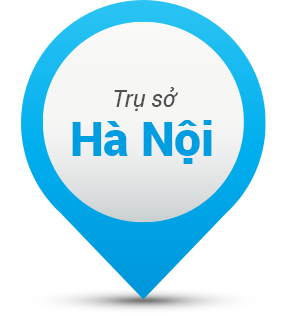 Trụ sở
Hà Nội